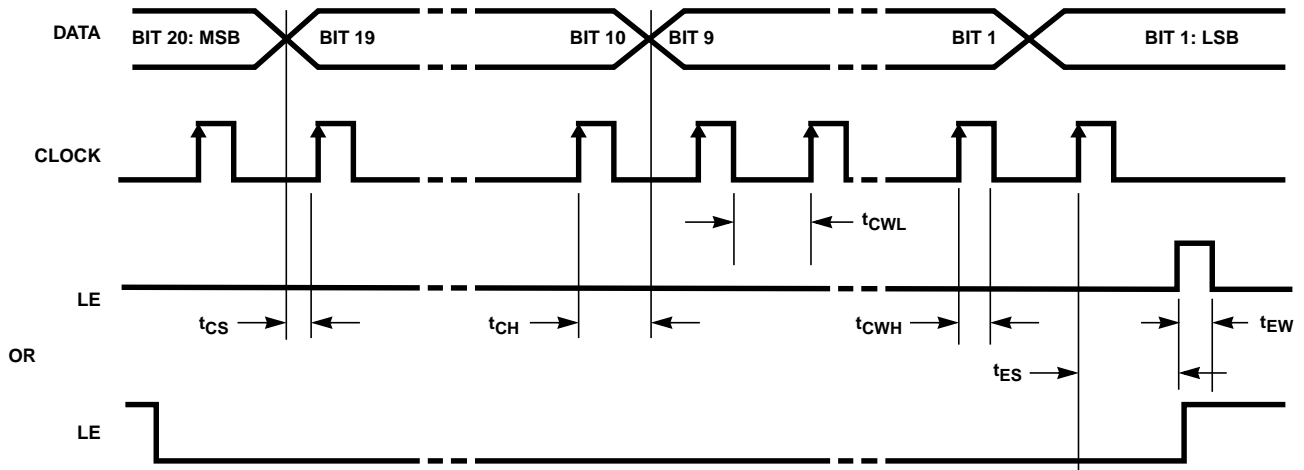 DATA
BIT 20: MSB
BIT 19
BIT 10
BIT 9
BIT 1
BIT 1: LSB
CLOCK
tCWL
LE
tCS
tCH
tCWH
tEW
OR
tES
LE